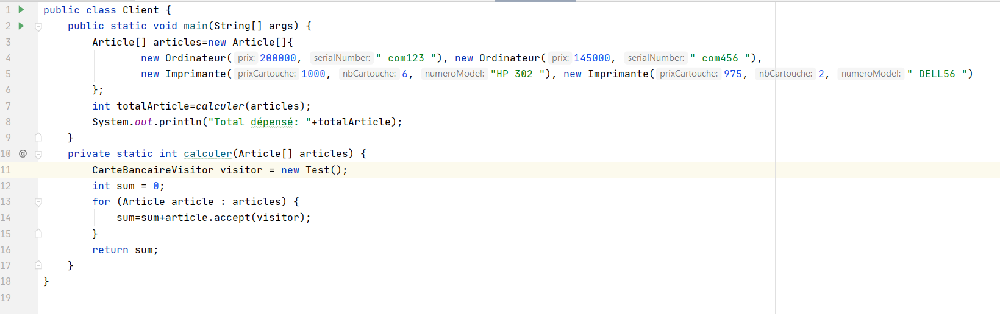 1 public class Client {
2 public static void main(String[] args) {
3 Article[] articles=new Article[]{
4 new Ordinateur( prix: 200000, serialNumber: " com123 "), new Ordinateur( prix: 145000, serialNumber: " com456 "),
5 new Imprimante( prixCartouche: 1000, nbCartouche: 6, numeroModel: "HP 302 "), new Imprimante( prixCartouche: 975, nbCartouche: 2, numeroModel: " DELL56 ")
6 };
7 int totalArticle=calculer(articles);
8 System.out.println("Total dépensé: "+totalArticle);
9 }
10 @ private static int calculer(Article[] articles) {
11 CarteBancaireVisitor visitor = new Test();
12 int sum = 0;
13 for (Article article : articles) {
14 sum=sum+article.accept(visitor);
15 }
16 return sum;
17 }
18 }
19